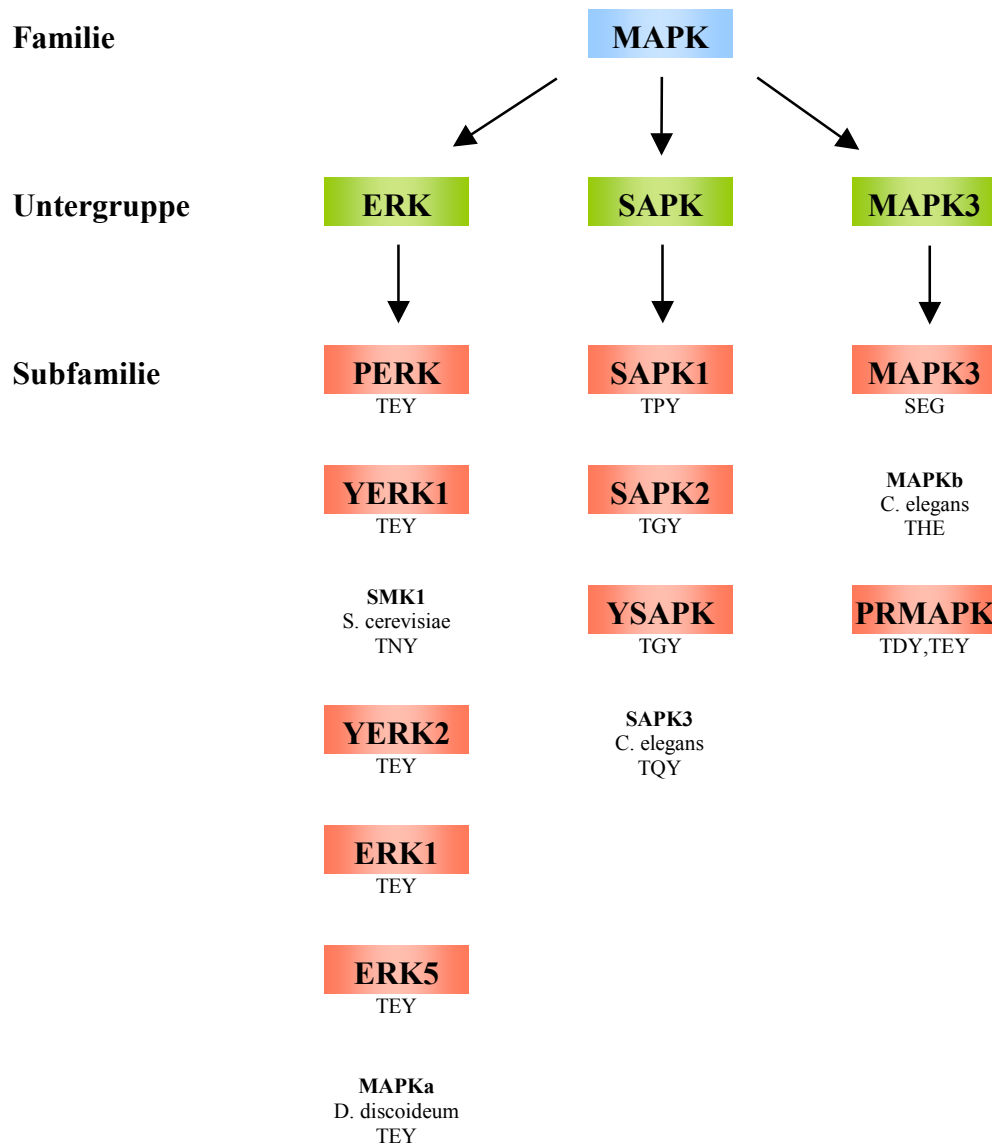 Familie
MAPK
Untergruppe
ERK
SAPK
MAPK3
Subfamilie
PERK
TEY
SAPK1
TPY
MAPK3
SEG
YERK1
TEY
SAPK2
TGY
MAPKb
C. elegans
THE
SMK1
S. cerevisiae
TNY
YSAPK
TGY
PRMAPK
TDY,TEY
YERK2
TEY
SAPK3
C. elegans
TQY
ERK1
TEY
ERK5
TEY
MAPKa
D. discoideum
TEY